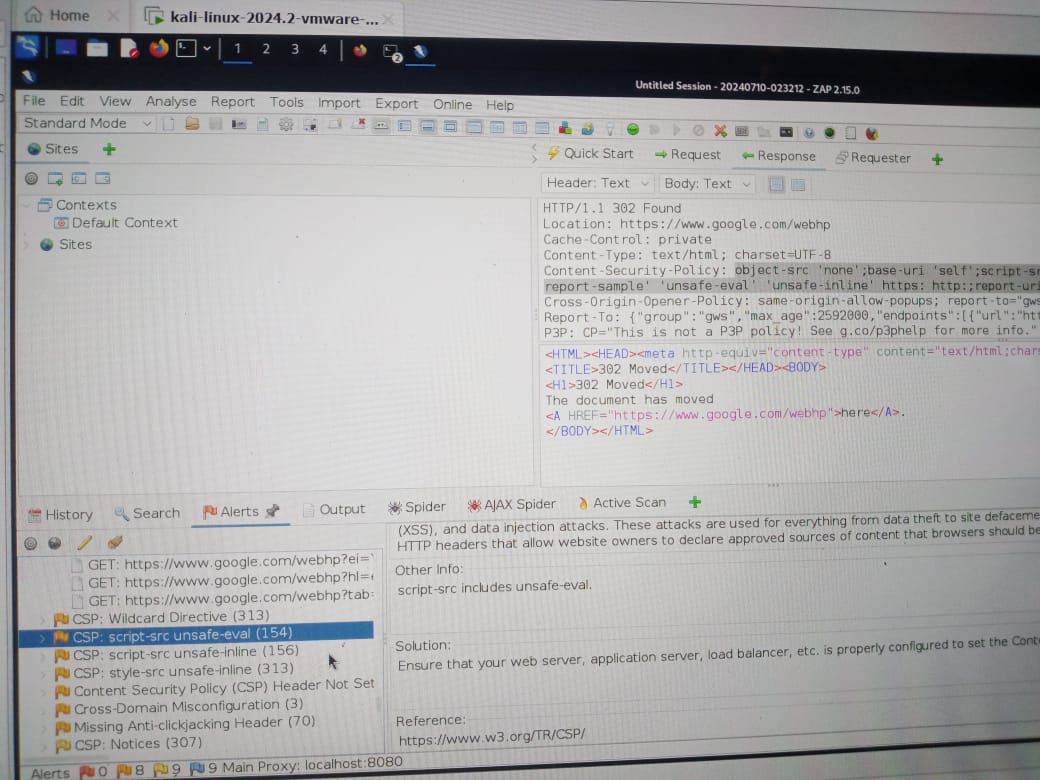 Home
kali-linux-2024.2-vmware-...
1 2 3 4
2
Untitled Session - 20240710-023212 - ZAP 2.15.0
File Edit View Analyse Report Tools Import Export Online Help
Standard Mode
Sites
Quick Start Request Response Requester
Header: Text Body: Text
Contexts
Default Context
Sites
HTTP/1.1 302 Found
Location: https://www.google.com/webhp
Cache-Control: private
Content-Type: text/html; charset=UTF-8
Content-Security-Policy: object-src 'none';base-uri 'self';script-sr
report-sample' 'unsafe-eval' 'unsafe-inline' https: http:;report-uri
Cross-Origin-Opener-Policy: same-origin-allow-popups; report-to="gws
Report-To: {"group":"gws","max_age":2592000,"endpoints":[{"url":"htt
P3P: CP="This is not a P3P policy! See g.co/p3phelp for more info."
<HTML><HEAD><meta http-equiv="content-type" content="text/html;chars
<TITLE>302 Moved</TITLE></HEAD><BODY>
<H1>302 Moved</H1>
The document has moved
<A HREF="https://www.google.com/webhp">here</A>.
</BODY></HTML>
History Search Alerts Output Spider AJAX Spider Active Scan
GET: https://www.google.com/webhp?ei='
GET: https://www.google.com/webhp?hl=
GET: https://www.google.com/webhp?tab=
CSP: Wildcard Directive (313)
CSP: script-src unsafe-eval (154)
CSP: script-src unsafe-inline (156)
CSP: style-src unsafe-inline (313)
Content Security Policy (CSP) Header Not Set
Cross-Domain Misconfiguration (3)
Missing Anti-clickjacking Header (70)
CSP: Notices (307)
(XSS), and data injection attacks. These attacks are used for everything from data theft to site defaceme
HTTP headers that allow website owners to declare approved sources of content that browsers should be
Other Info:
script-src includes unsafe-eval.
Solution:
Ensure that your web server, application server, load balancer, etc. is properly configured to set the Cont
Reference:
https://www.w3.org/TR/CSP/
Alerts 0 8 9 9 Main Proxy: localhost:8080